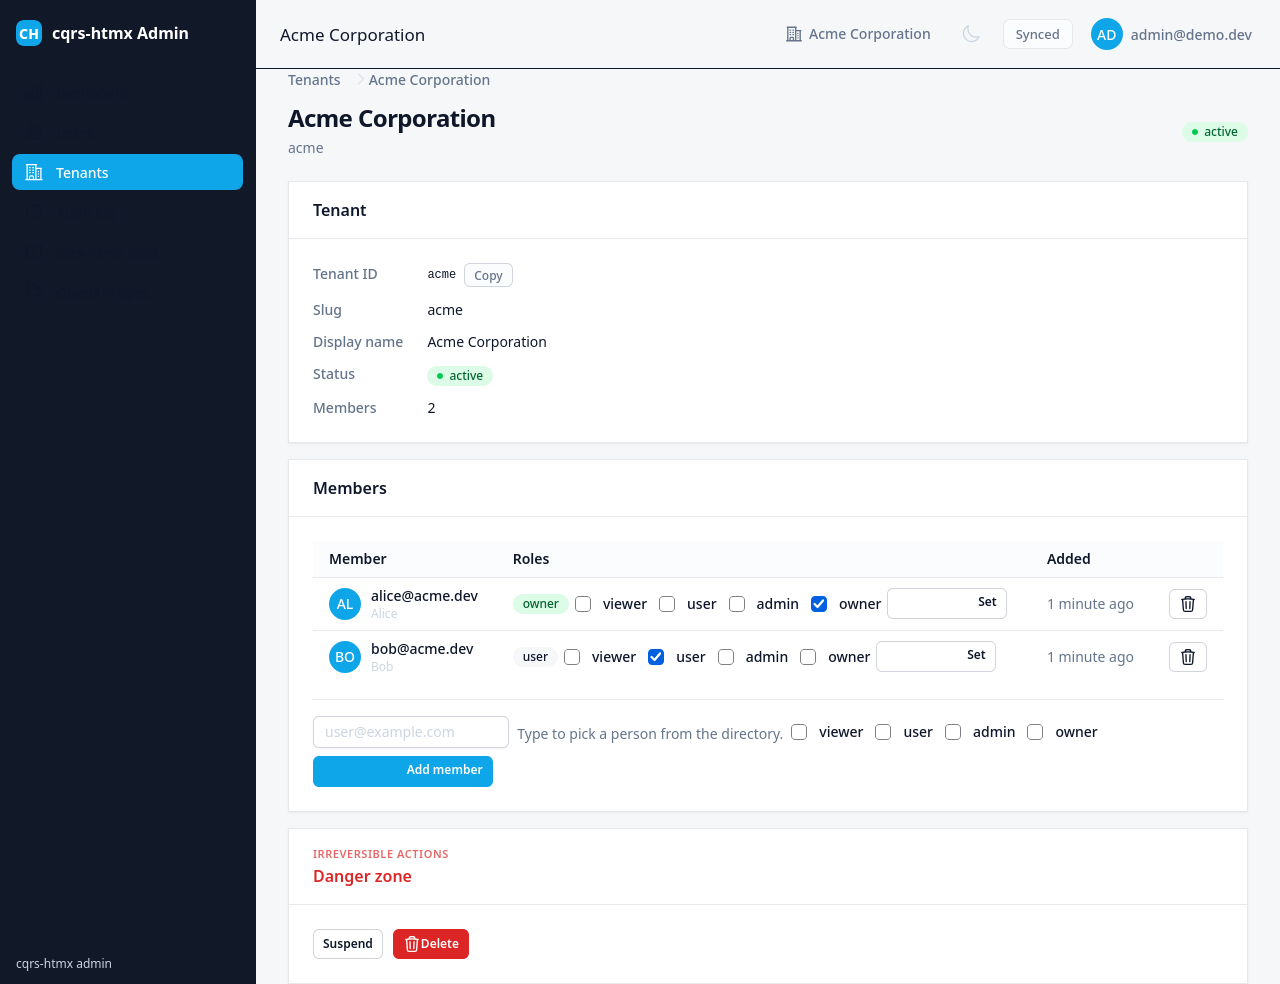 CH cqrs-htmx Admin
Tenants
cqrs-htmx admin
Acme Corporation
Acme Corporation
Synced
AD admin@demo.dev
Tenants Acme Corporation
Acme Corporation
acme
active
Tenant
Tenant ID acme Copy
Slug acme
Display name Acme Corporation
Status active
Members 2
Members
Member Roles Added
AL alice@acme.dev
Alice
owner viewer user admin owner Set 1 minute ago
BO bob@acme.dev
Bob
user viewer user admin owner Set 1 minute ago
user@example.com Type to pick a person from the directory. viewer user admin owner
Add member
IRREVERSIBLE ACTIONS
Danger zone
Suspend Delete